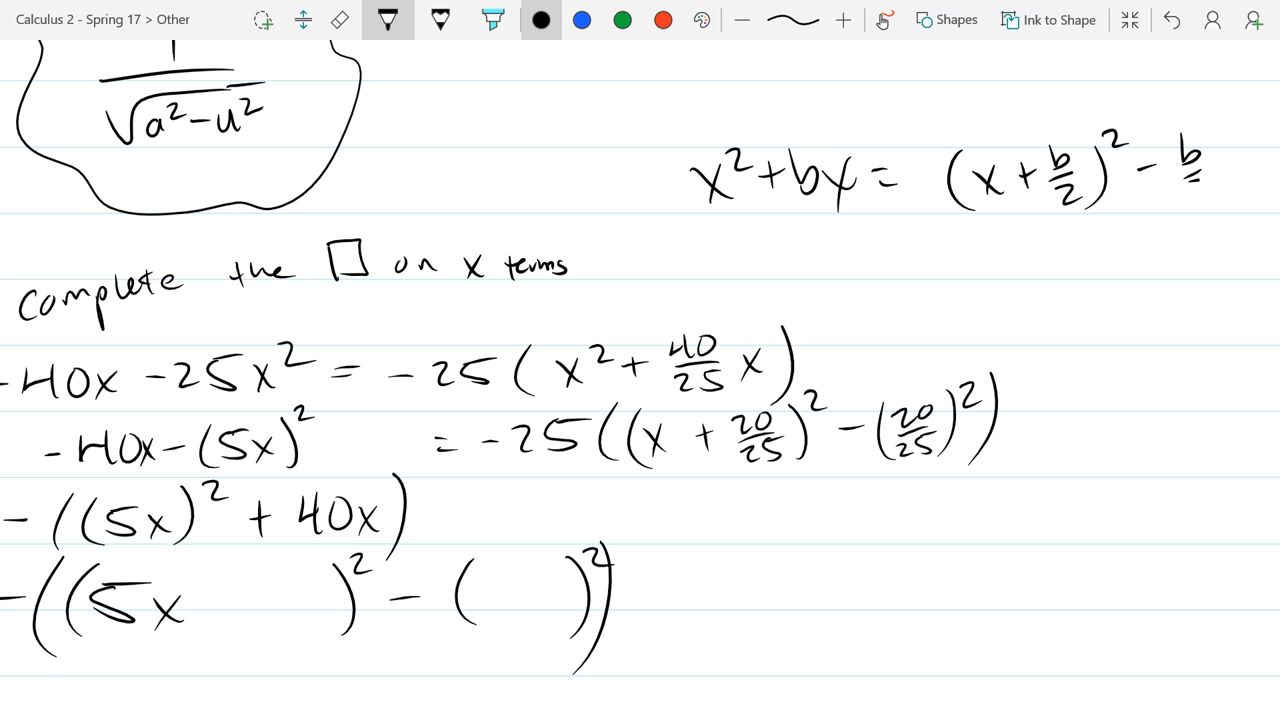 Calculus 2 - Spring 17 > Other
Shapes
Ink to Shape
1
√(a² - u²)
x² + bx = (x + b/2)² - b
Complete the □ on x terms
- 40x - 25x² = -25(x² + 40/25 x)
- 40x - (5x)² = -25((x + 20/25)² - (20/25)²)
- ((5x)² + 40x)
- ((5x )² - ( )²)